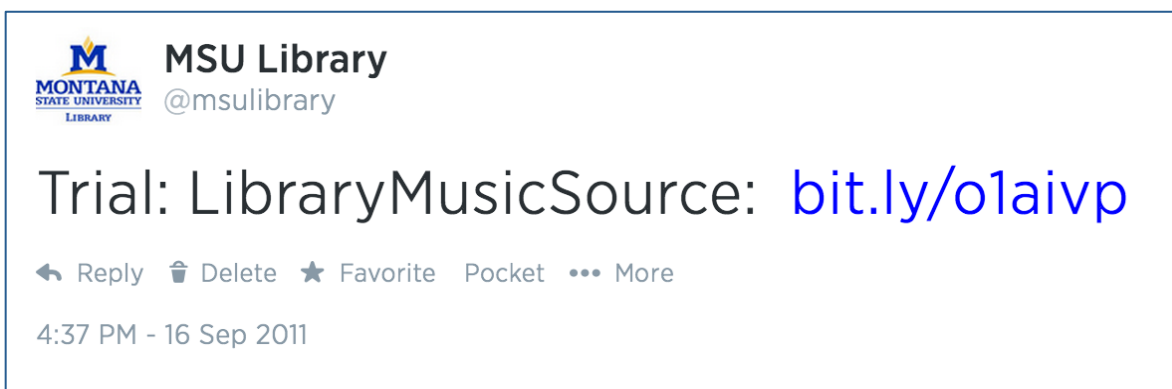 M
MONTANA
STATE UNIVERSITY
LIBRARY
MSU Library
@msulibrary
Trial: LibraryMusicSource: bit.ly/o1aivp
Reply Delete Favorite Pocket ••• More
4:37 PM - 16 Sep 2011